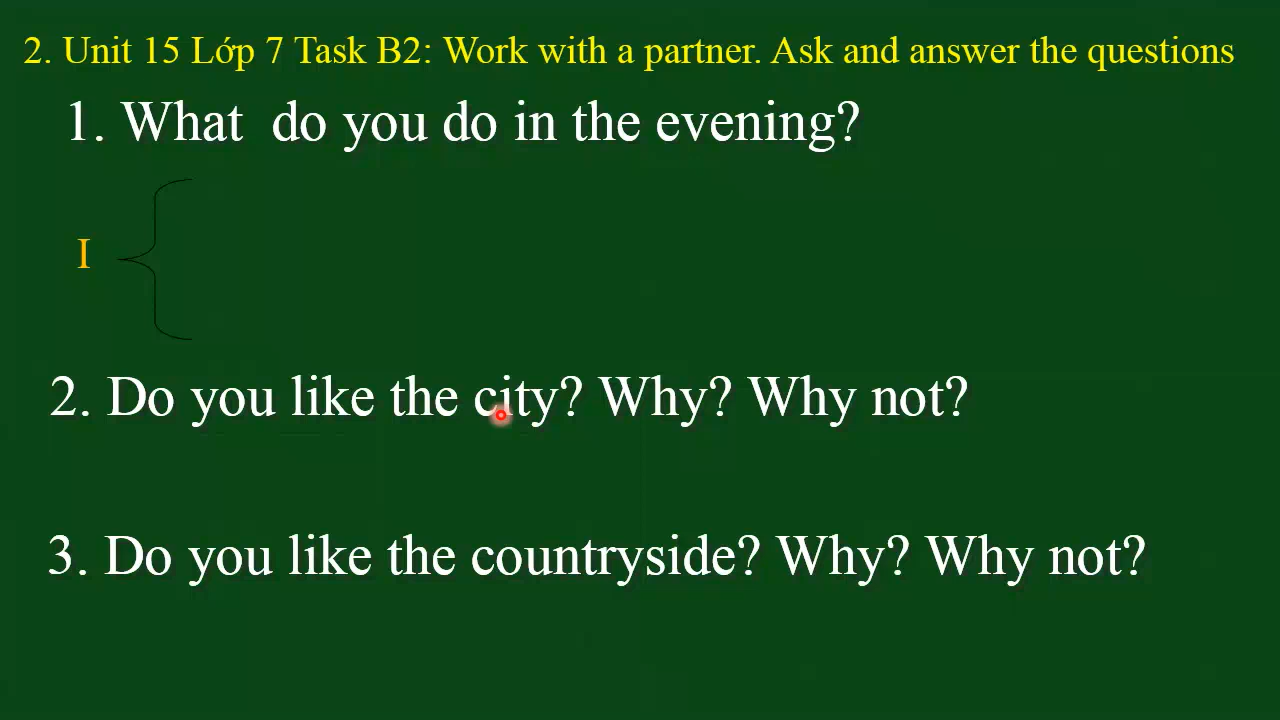 2. Unit 15 Lớp 7 Task B2: Work with a partner. Ask and answer the questions
1. What do you do in the evening?
I
2. Do you like the city? Why? Why not?
3. Do you like the countryside? Why? Why not?